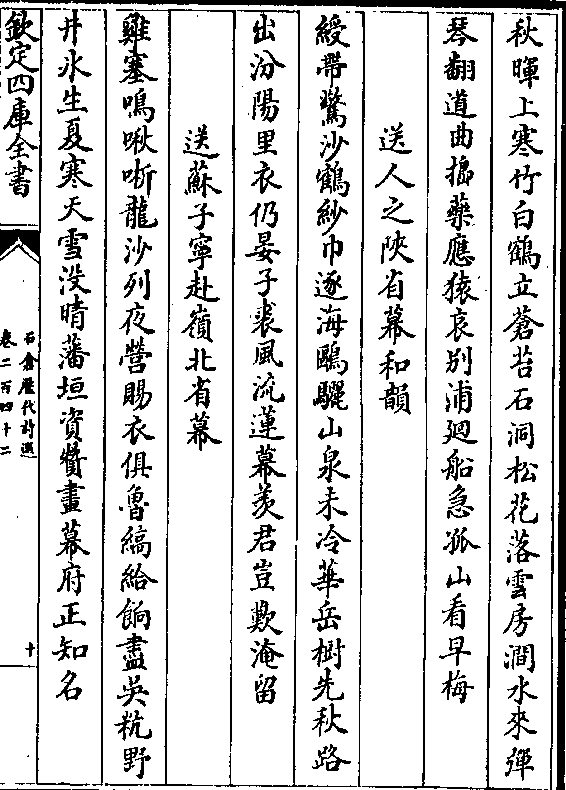 秋暉上寒竹白鶴立蒼苔石洞松花落雲房澗水來彈
琴翻道曲搗藥應猿哀别浦廻船急孤山看早梅
送人之陜省幕和韻
綬帶驚沙鶴紗巾逐海鷗驪山泉未冷華岳樹先秋路
出汾陽里衣仍晏子裘風流蓮幕羡君豈歎淹留
送蘇子寧赴嶺北省幕
雞塞鳴啾唽龍沙列夜營賜衣俱魯縞給餉盡吳秔野
井氷生夏寒天雪没晴藩垣資贊畫幕府正知名
欽定四庫全書
石倉歴代詩選
卷二百四十二
十